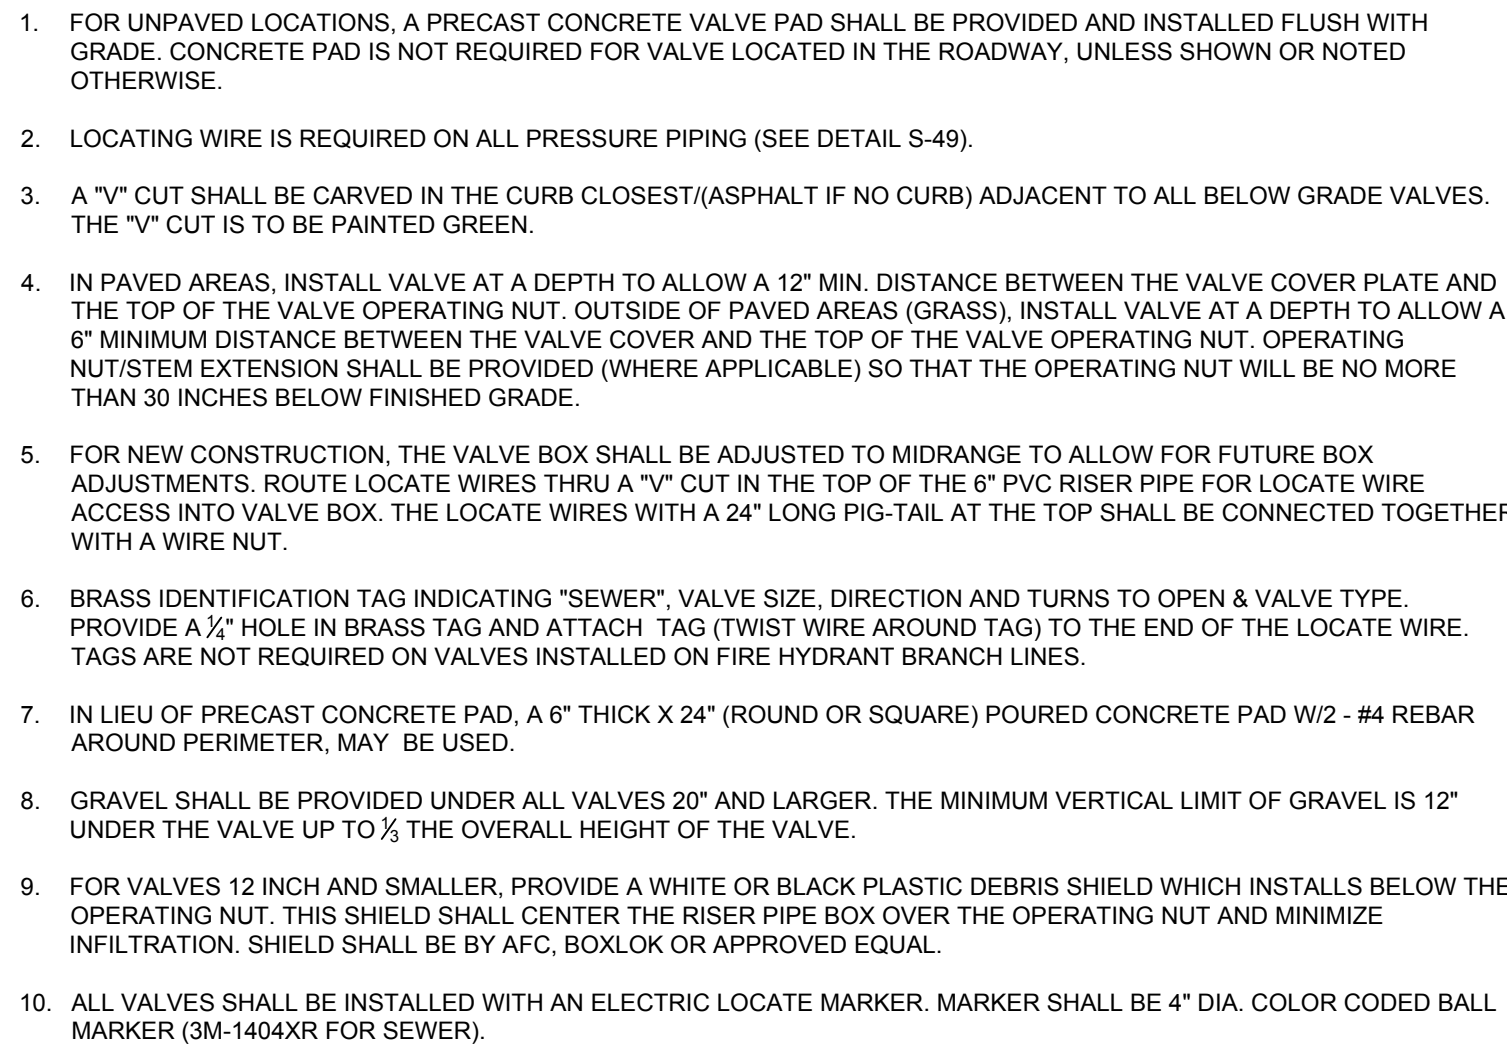 1. FOR UNPAVED LOCATIONS, A PRECAST CONCRETE VALVE PAD SHALL BE PROVIDED AND INSTALLED FLUSH WITH
GRADE. CONCRETE PAD IS NOT REQUIRED FOR VALVE LOCATED IN THE ROADWAY, UNLESS SHOWN OR NOTED
OTHERWISE.
2. LOCATING WIRE IS REQUIRED ON ALL PRESSURE PIPING (SEE DETAIL S-49).
3. A "V" CUT SHALL BE CARVED IN THE CURB CLOSEST/(ASPHALT IF NO CURB) ADJACENT TO ALL BELOW GRADE VALVES.
THE "V" CUT IS TO BE PAINTED GREEN.
4. IN PAVED AREAS, INSTALL VALVE AT A DEPTH TO ALLOW A 12" MIN. DISTANCE BETWEEN THE VALVE COVER PLATE AND
THE TOP OF THE VALVE OPERATING NUT. OUTSIDE OF PAVED AREAS (GRASS), INSTALL VALVE AT A DEPTH TO ALLOW A
6" MINIMUM DISTANCE BETWEEN THE VALVE COVER AND THE TOP OF THE VALVE OPERATING NUT. OPERATING
NUT/STEM EXTENSION SHALL BE PROVIDED (WHERE APPLICABLE) SO THAT THE OPERATING NUT WILL BE NO MORE
THAN 30 INCHES BELOW FINISHED GRADE.
5. FOR NEW CONSTRUCTION, THE VALVE BOX SHALL BE ADJUSTED TO MIDRANGE TO ALLOW FOR FUTURE BOX
ADJUSTMENTS. ROUTE LOCATE WIRES THRU A "V" CUT IN THE TOP OF THE 6" PVC RISER PIPE FOR LOCATE WIRE
ACCESS INTO VALVE BOX. THE LOCATE WIRES WITH A 24" LONG PIG-TAIL AT THE TOP SHALL BE CONNECTED TOGETHER
WITH A WIRE NUT.
6. BRASS IDENTIFICATION TAG INDICATING "SEWER", VALVE SIZE, DIRECTION AND TURNS TO OPEN & VALVE TYPE.
PROVIDE A ¼" HOLE IN BRASS TAG AND ATTACH TAG (TWIST WIRE AROUND TAG) TO THE END OF THE LOCATE WIRE.
TAGS ARE NOT REQUIRED ON VALVES INSTALLED ON FIRE HYDRANT BRANCH LINES.
7. IN LIEU OF PRECAST CONCRETE PAD, A 6" THICK X 24" (ROUND OR SQUARE) POURED CONCRETE PAD W/2 - #4 REBAR
AROUND PERIMETER, MAY BE USED.
8. GRAVEL SHALL BE PROVIDED UNDER ALL VALVES 20" AND LARGER. THE MINIMUM VERTICAL LIMIT OF GRAVEL IS 12"
UNDER THE VALVE UP TO ⅓ THE OVERALL HEIGHT OF THE VALVE.
9. FOR VALVES 12 INCH AND SMALLER, PROVIDE A WHITE OR BLACK PLASTIC DEBRIS SHIELD WHICH INSTALLS BELOW THE
OPERATING NUT. THIS SHIELD SHALL CENTER THE RISER PIPE BOX OVER THE OPERATING NUT AND MINIMIZE
INFILTRATION. SHIELD SHALL BE BY AFC, BOXLOK OR APPROVED EQUAL.
10. ALL VALVES SHALL BE INSTALLED WITH AN ELECTRIC LOCATE MARKER. MARKER SHALL BE 4" DIA. COLOR CODED BALL
MARKER (3M-1404XR FOR SEWER).